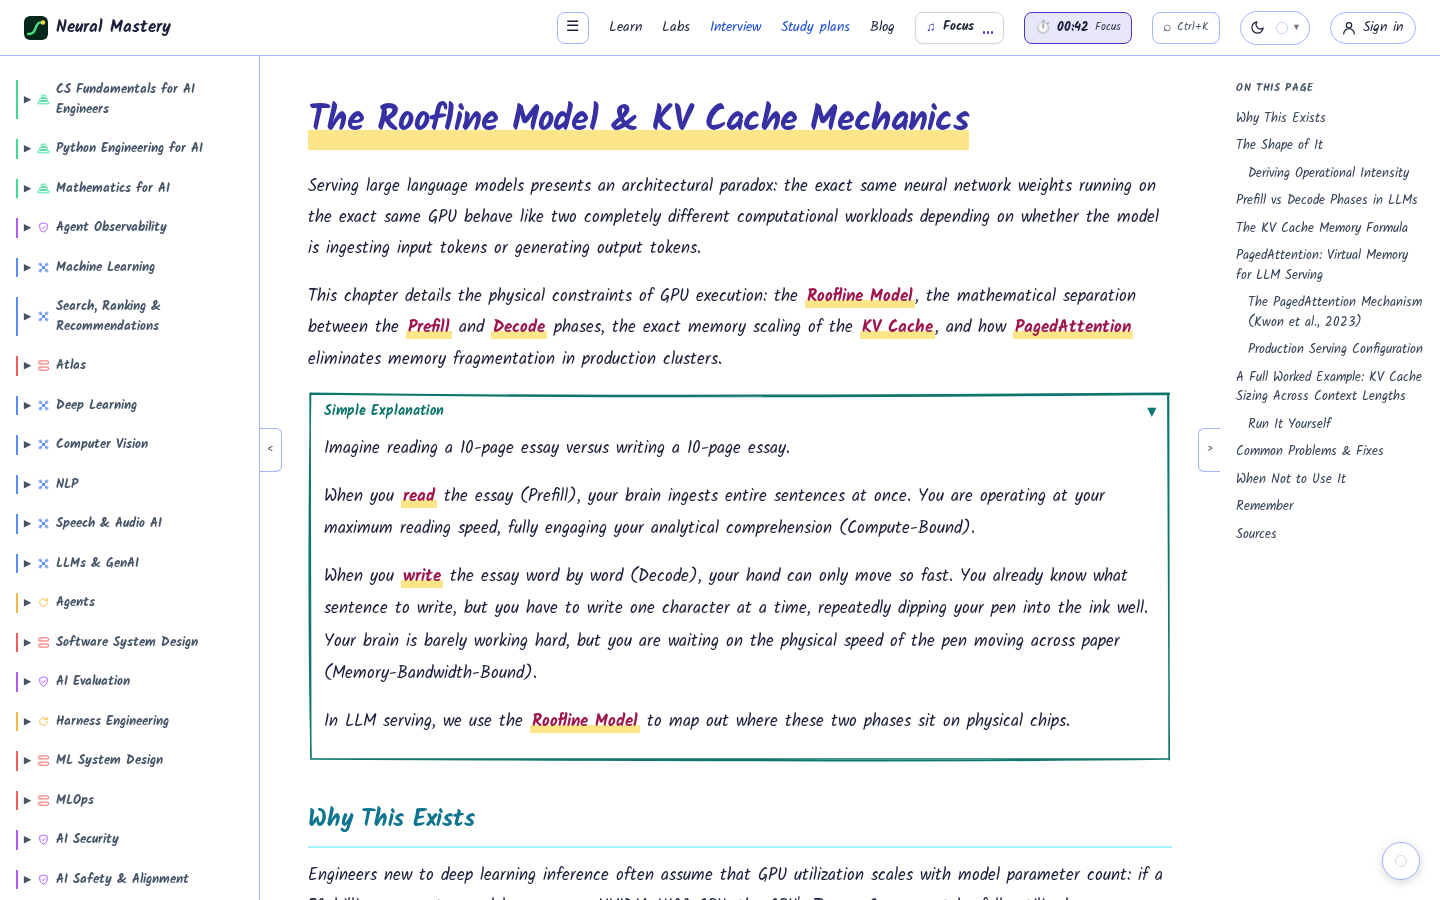 Neural Mastery
☰
Learn
Labs
Interview
Study plans
Blog
♫ Focus ...
00:42 Focus
Ctrl+K
Sign in
CS Fundamentals for AI
Engineers
Python Engineering for AI
Mathematics for AI
Agent Observability
Machine Learning
Search, Ranking &
Recommendations
Atlas
Deep Learning
Computer Vision
NLP
Speech & Audio AI
LLMs & GenAI
Agents
Software System Design
AI Evaluation
Harness Engineering
ML System Design
MLOps
AI Security
AI Safety & Alignment
<
The Roofline Model & KV Cache Mechanics
Serving large language models presents an architectural paradox: the exact same neural network weights running on
the exact same GPU behave like two completely different computational workloads depending on whether the model
is ingesting input tokens or generating output tokens.
This chapter details the physical constraints of GPU execution: the Roofline Model, the mathematical separation
between the Prefill and Decode phases, the exact memory scaling of the KV Cache, and how PagedAttention
eliminates memory fragmentation in production clusters.
Simple Explanation
Imagine reading a 10-page essay versus writing a 10-page essay.
When you read the essay (Prefill), your brain ingests entire sentences at once. You are operating at your
maximum reading speed, fully engaging your analytical comprehension (Compute-Bound).
When you write the essay word by word (Decode), your hand can only move so fast. You already know what
sentence to write, but you have to write one character at a time, repeatedly dipping your pen into the ink well.
Your brain is barely working hard, but you are waiting on the physical speed of the pen moving across paper
(Memory-Bandwidth-Bound).
In LLM serving, we use the Roofline Model to map out where these two phases sit on physical chips.
Why This Exists
Engineers new to deep learning inference often assume that GPU utilization scales with model parameter count: if a
>
ON THIS PAGE
Why This Exists
The Shape of It
Deriving Operational Intensity
Prefill vs Decode Phases in LLMs
The KV Cache Memory Formula
PagedAttention: Virtual Memory
for LLM Serving
The PagedAttention Mechanism
(Kwon et al., 2023)
Production Serving Configuration
A Full Worked Example: KV Cache
Sizing Across Context Lengths
Run It Yourself
Common Problems & Fixes
When Not to Use It
Remember
Sources